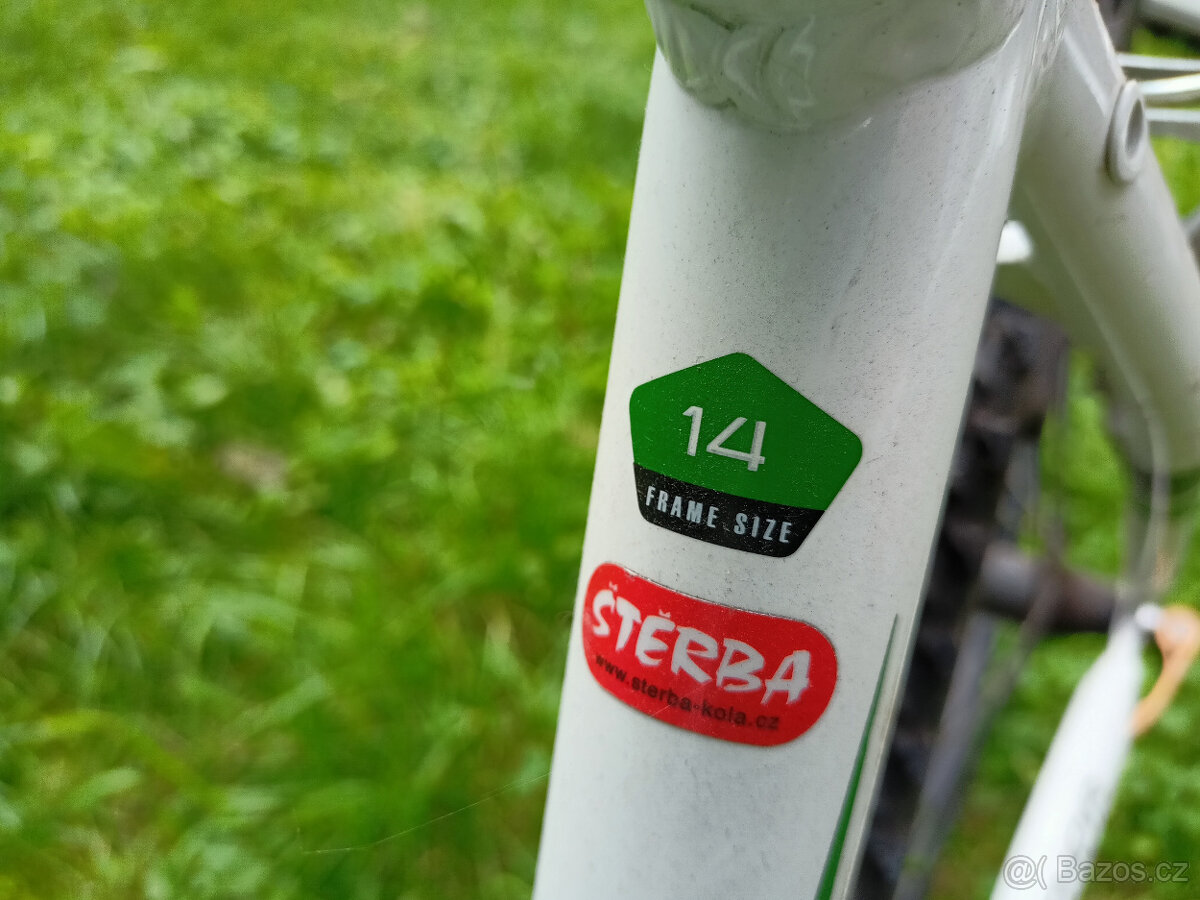 14
FRAME SIZE
ŠTĚRBA
www.sterba-kola.cz
@( Bazos.cz